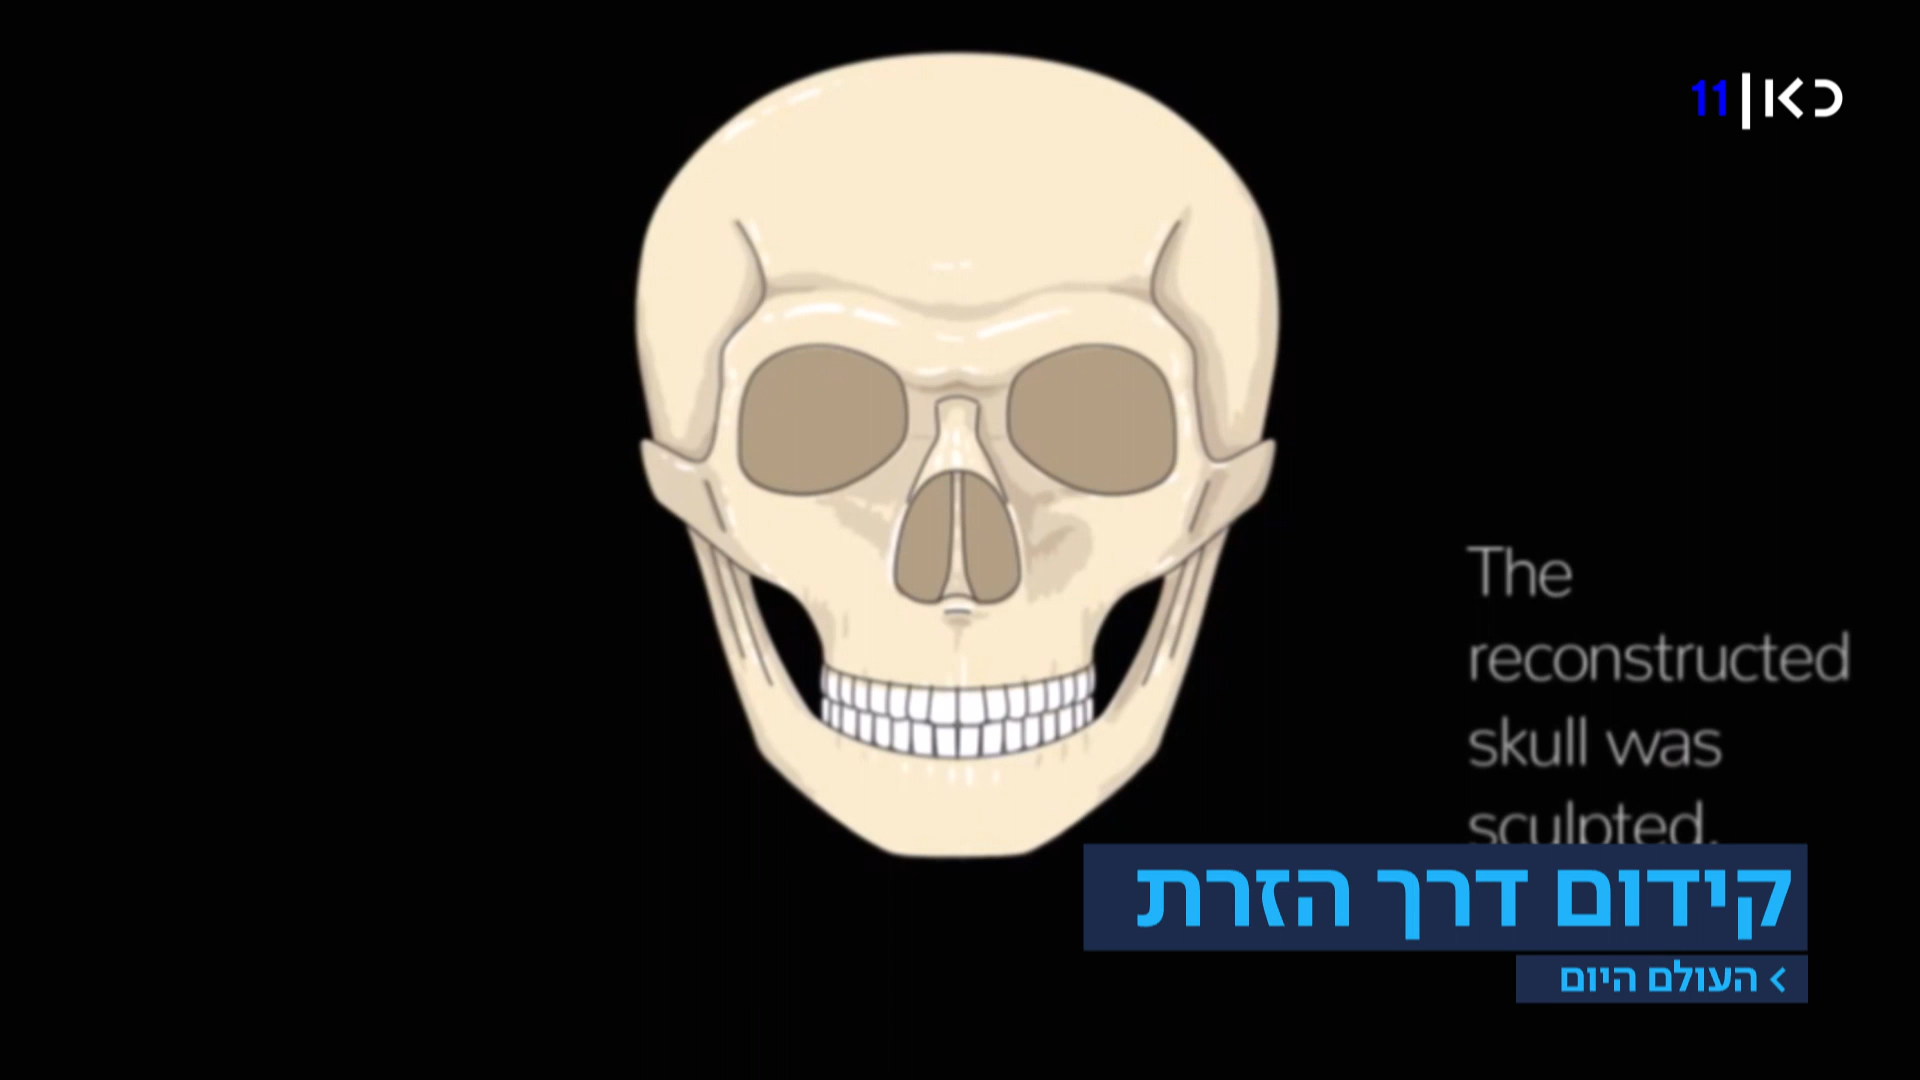 כאן|11
The
reconstructed
skull was
sculpted.
קידום דרך הזרת
העולם היום